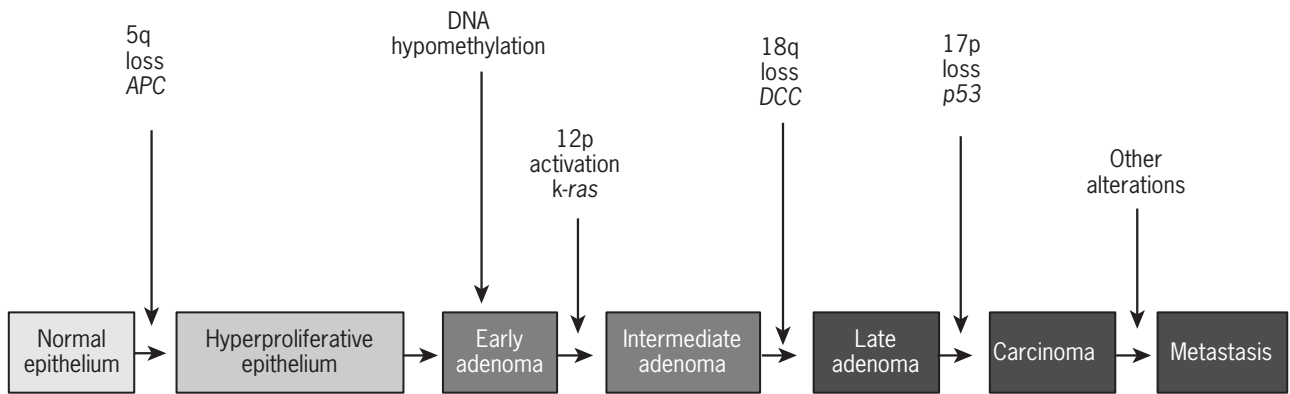 5q
loss
APC
DNA
hypomethylation
12p
activation
k-ras
18q
loss
DCC
17p
loss
p53
Other
alterations
Normal
epithelium
Hyperproliferative
epithelium
Early
adenoma
Intermediate
adenoma
Late
adenoma
Carcinoma
Metastasis